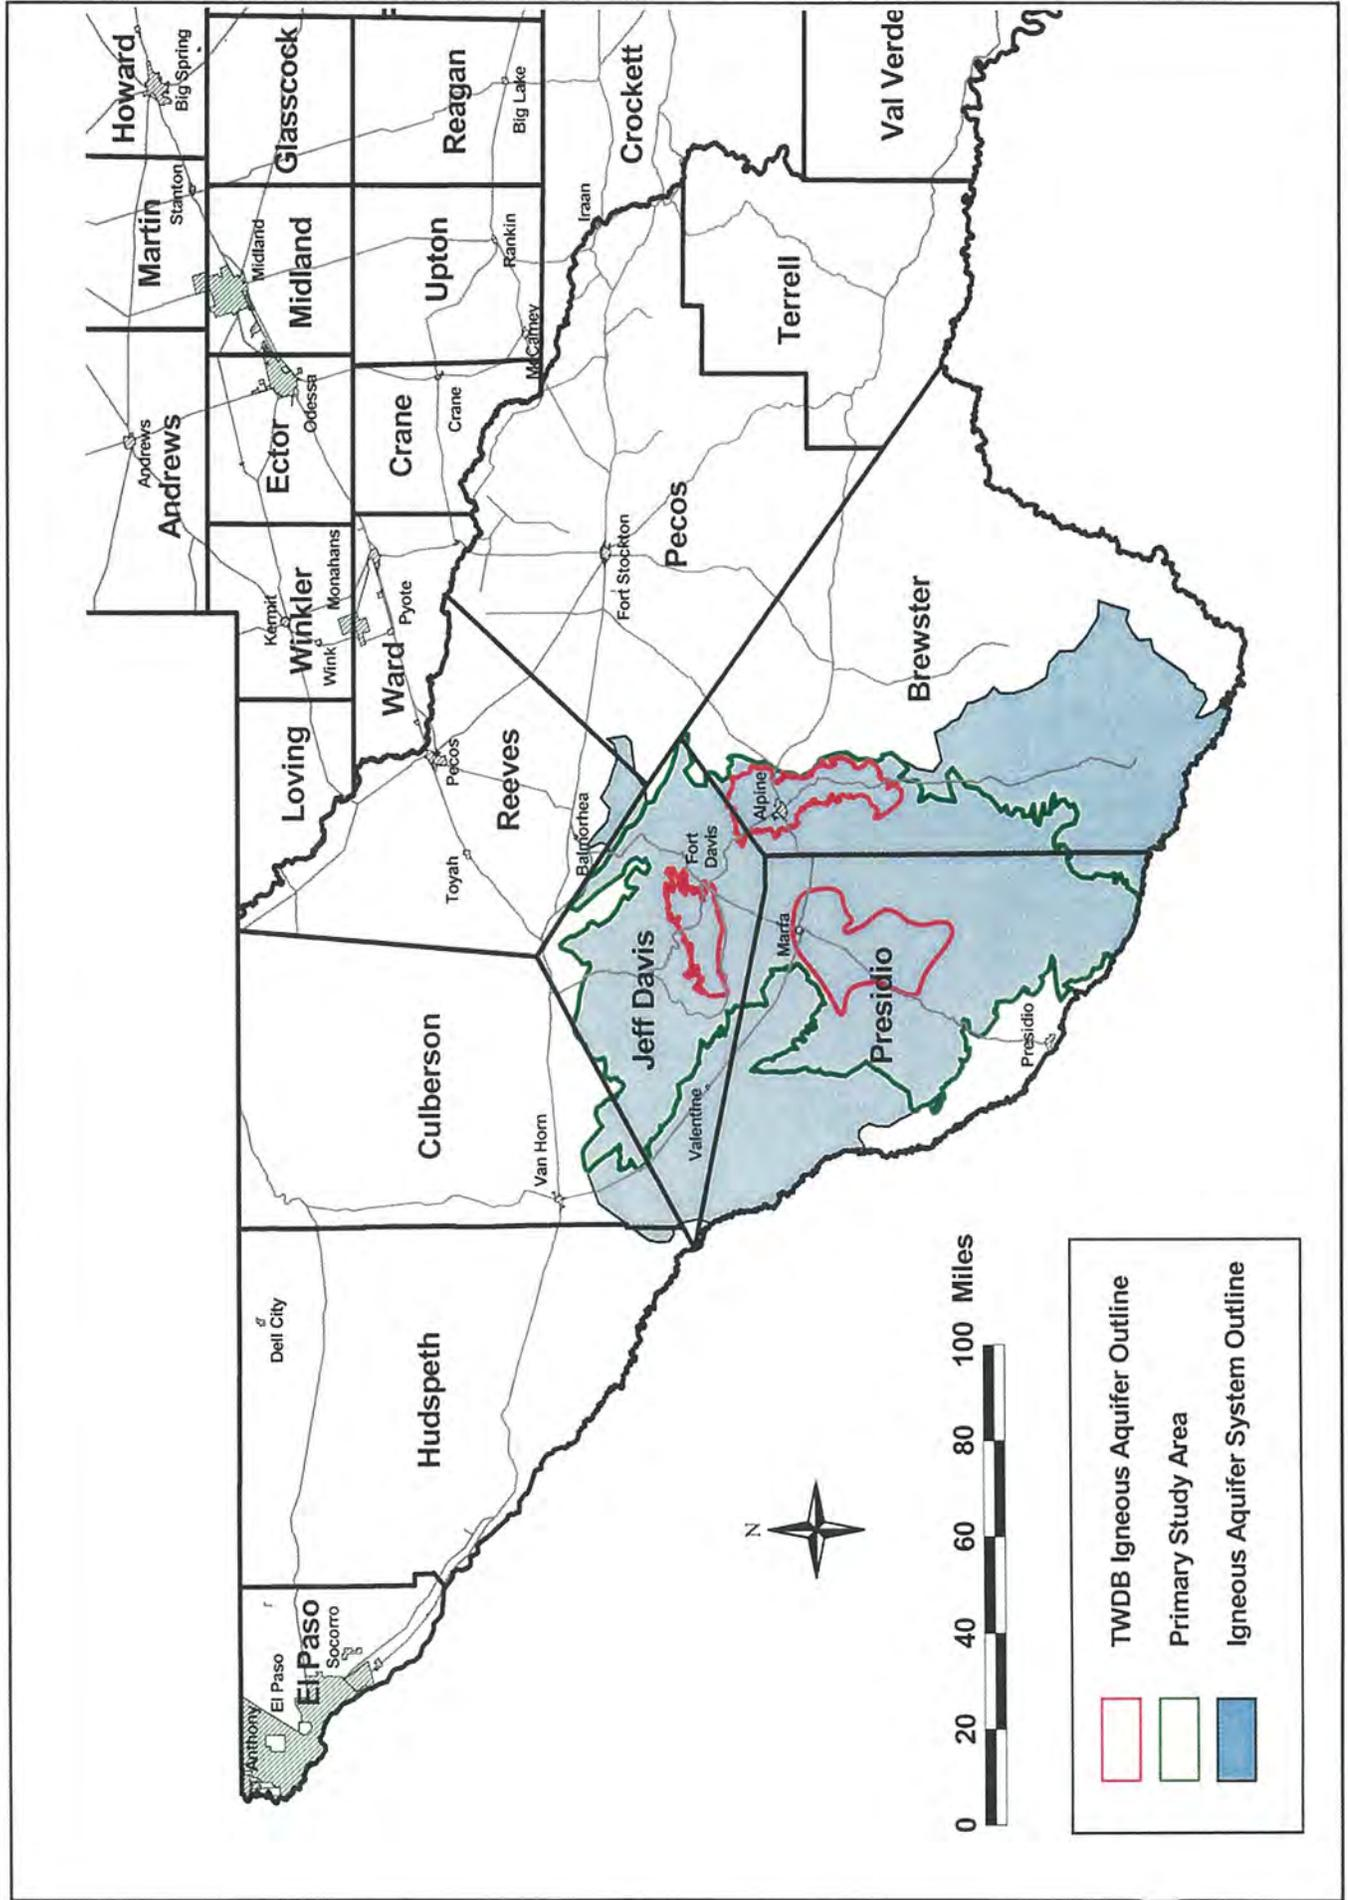 Howard
Big Spring
Martin
Stanton
Andrews
Andrews
Glasscock
Midland
Midland
Ector
Odessa
Winkler
Kermit
Wink
Loving
Reagan
Big Lake
Upton
Rankin
McCamey
Crane
Crane
Monahans
Ward
Pyote
Pecos
Reeves
Toyah
Balmorhea
Culberson
Van Horn
Hudspeth
Dell City
El Paso
El Paso
Socorro
Anthony
Crockett
Iraan
Val Verde
Terrell
Pecos
Fort Stockton
Brewster
Alpine
Fort
Davis
Jeff Davis
Valentine
Marfa
Presidio
Presidio
N
0 20 40 60 80 100 Miles
TWDB Igneous Aquifer Outline
Primary Study Area
Igneous Aquifer System Outline